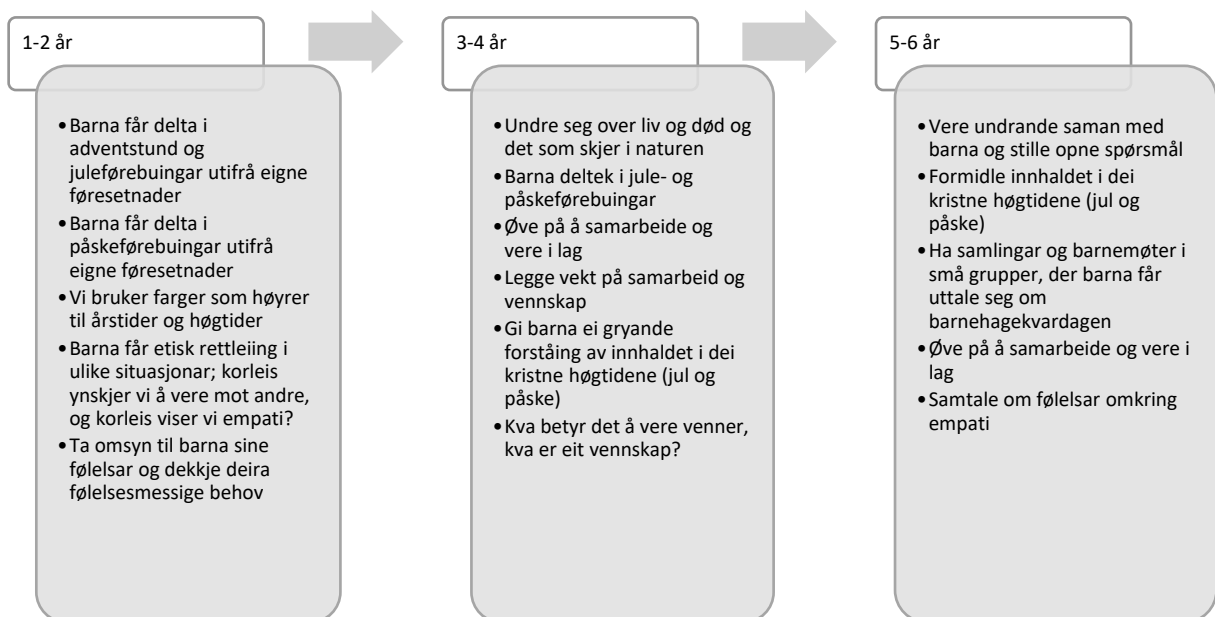 1-2 år
•Barna får delta i
adventstund og
juleførebuingar utifrå eigne
føresetnader
•Barna får delta i
påskeførebuingar utifrå
eigne føresetnader
•Vi bruker farger som høyrer
til årstider og høgtider
•Barna får etisk rettleiing i
ulike situasjonar; korleis
ynskjer vi å vere mot andre,
og korleis viser vi empati?
•Ta omsyn til barna sine
følelsar og dekkje deira
følelsesmessige behov
3-4 år
•Undre seg over liv og død og
det som skjer i naturen
•Barna deltek i jule- og
påskeførebuingar
•Øve på å samarbeide og
vere i lag
•Legge vekt på samarbeid og
vennskap
•Gi barna ei gryande
forståing av innhaldet i dei
kristne høgtidene (jul og
påske)
•Kva betyr det å vere venner,
kva er eit vennskap?
5-6 år
•Vere undrande saman med
barna og stille opne spørsmål
•Formidle innhaldet i dei
kristne høgtidene (jul og
påske)
•Ha samlingar og barnemøter i
små grupper, der barna får
uttale seg om
barnehagekvardagen
•Øve på å samarbeide og vere i
lag
•Samtale om følelsar omkring
empati